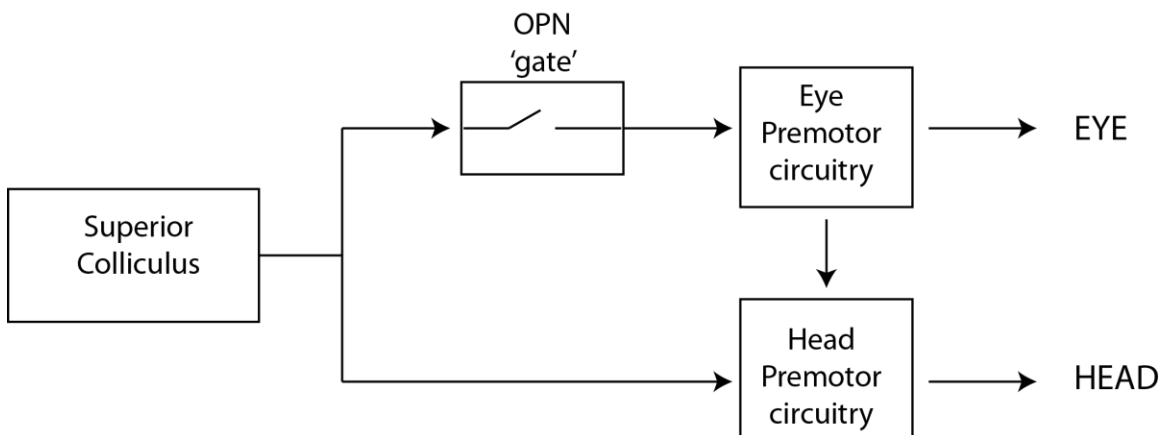 OPN
‘gate’
Eye
Premotor
circuitry
EYE
Superior
Colliculus
Head
Premotor
circuitry
HEAD